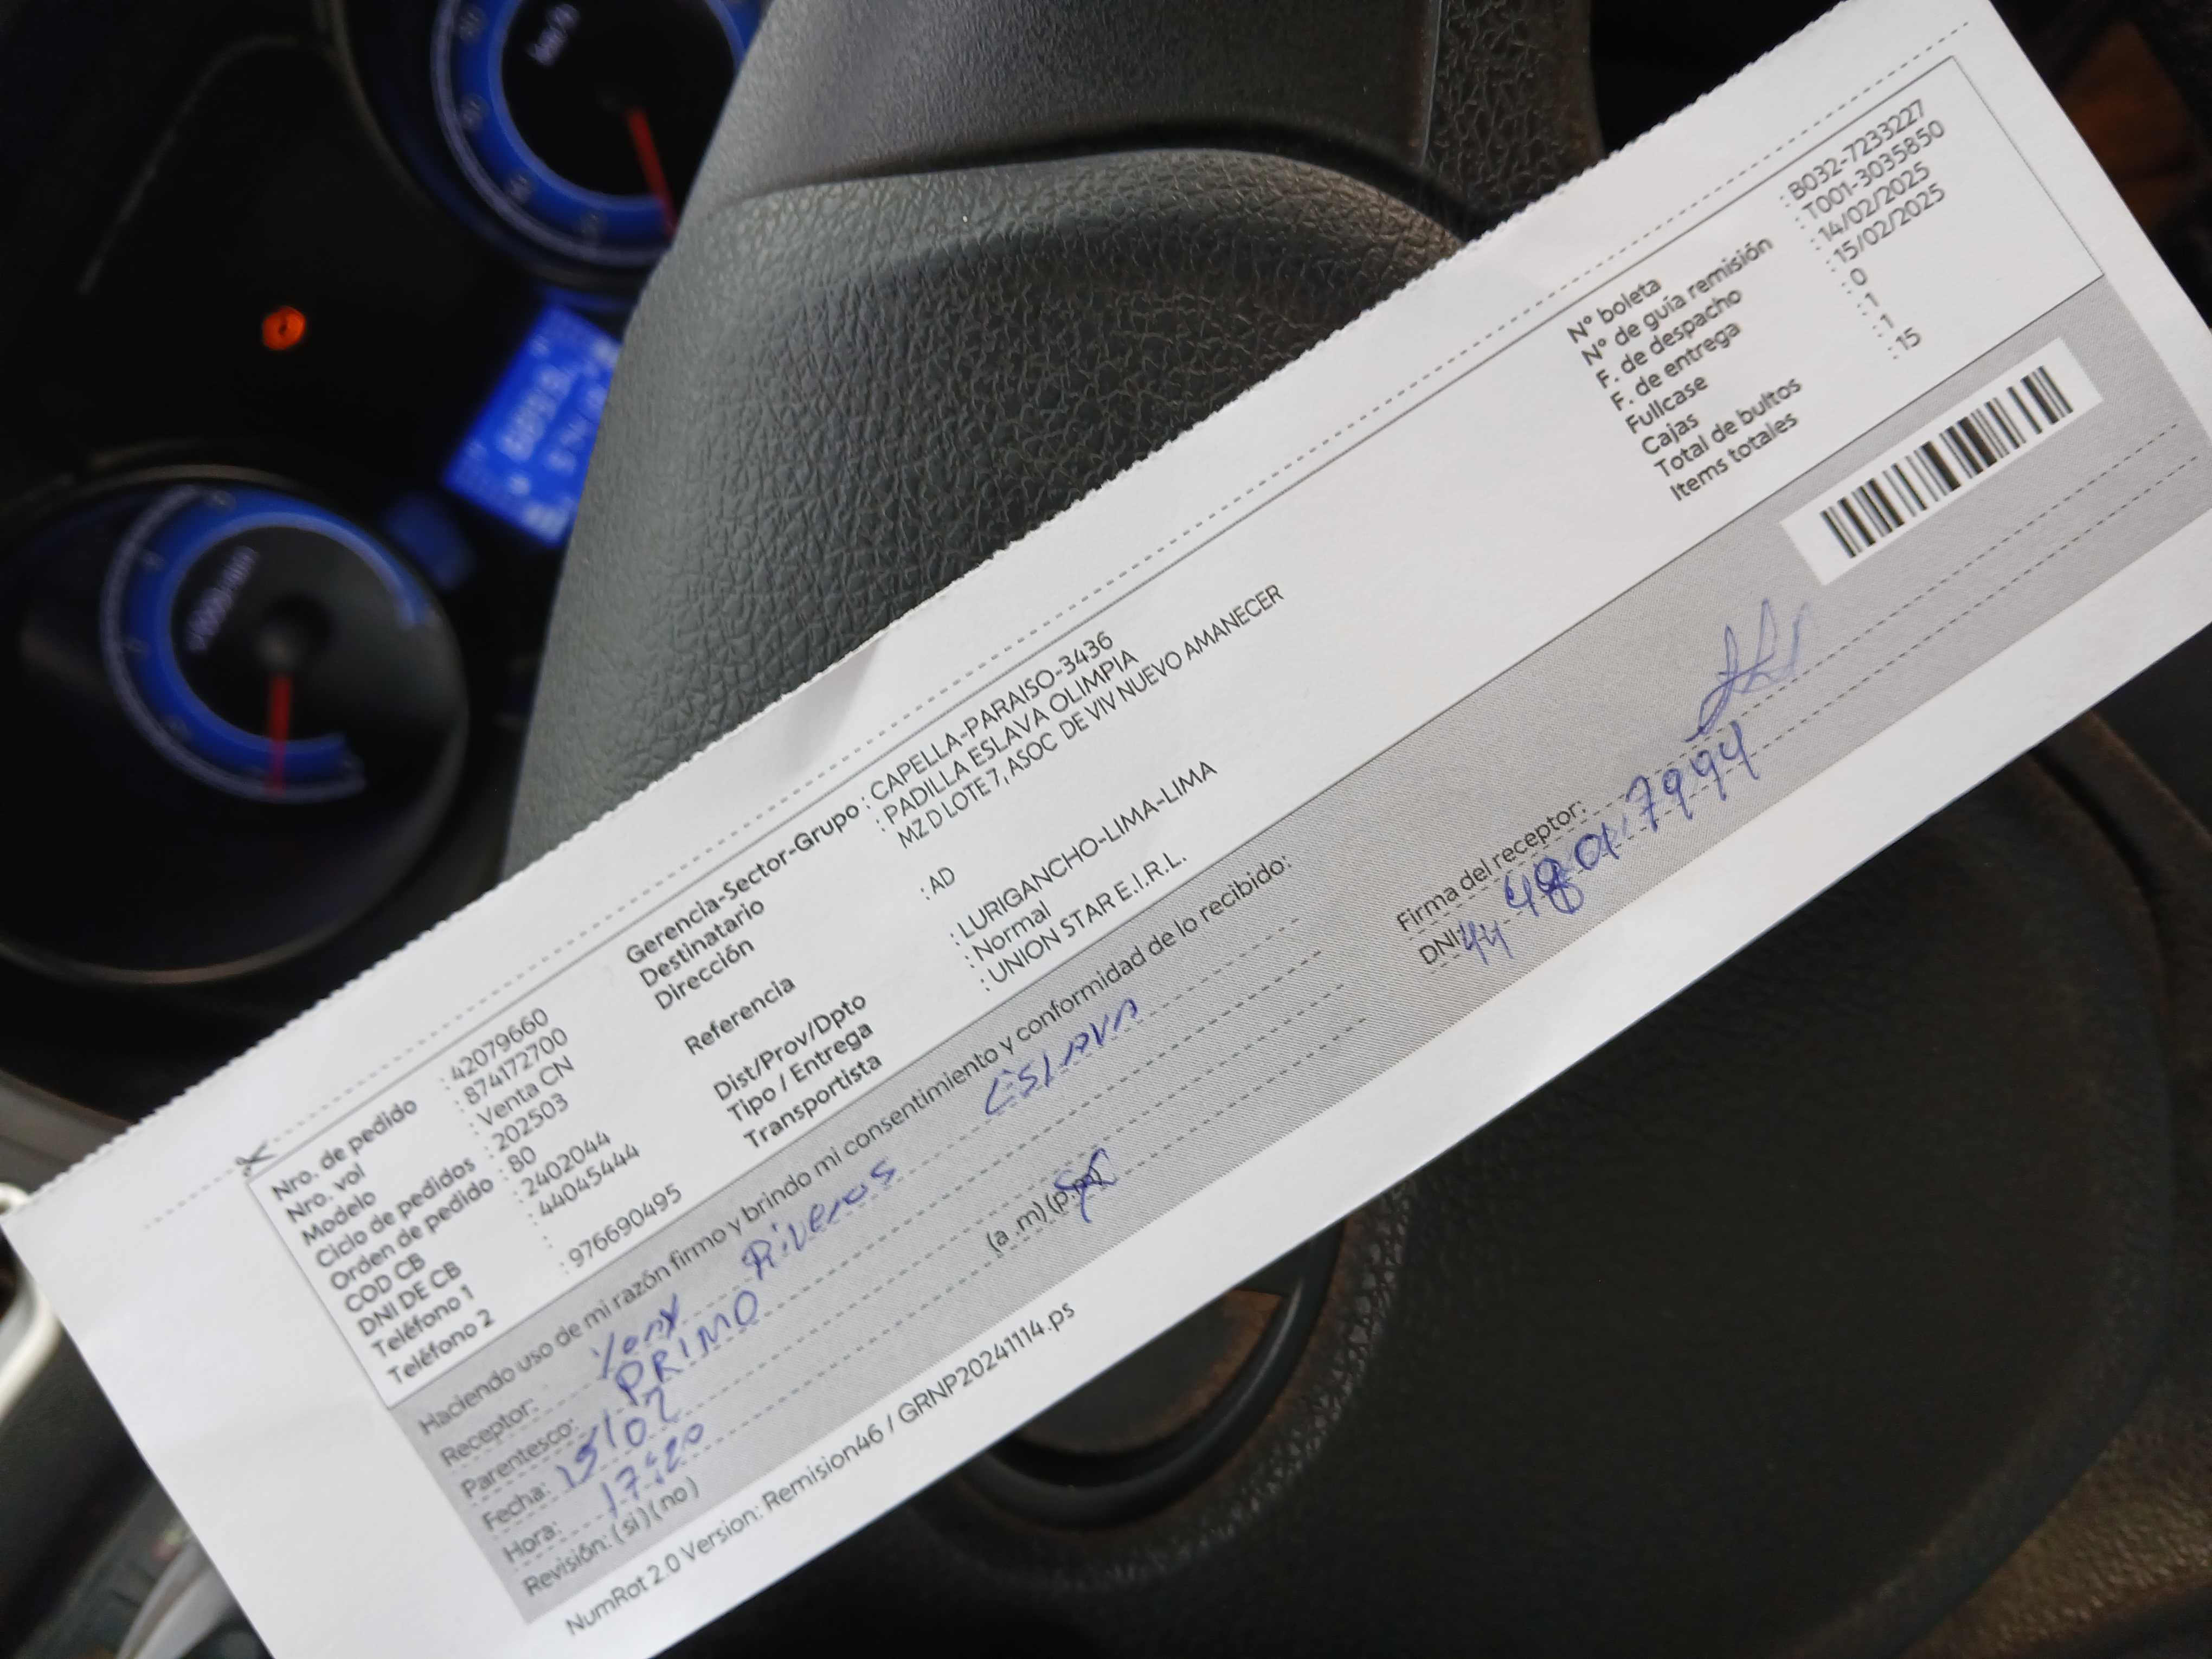 Nro. de pedido : 42079660
Nro. vol : 874172700
Modelo : Venta CN
Ciclo de pedidos : 202503
Orden de pedido : 80
COD CB : 2402044
DNI DE CB : 44045444
Teléfono 1 :
Teléfono 2 : 976690495
Gerencia-Sector-Grupo : CAPELLA-PARAISO-3436
Destinatario : PADILLA ESLAVA OLIMPIA
Dirección MZ D LOTE 7, ASOC DE VIV NUEVO AMANECER
Referencia : AD
Dist/Prov/Dpto : LURIGANCHO-LIMA-LIMA
Tipo / Entrega : Normal
Transportista : UNION STAR E.I.R.L.
N° boleta : B032-7233227
N° de guía remisión : T001-3035850
F. de despacho : 14/02/2025
F. de entrega : 15/02/2025
Fullcase : 0
Cajas : 1
Total de bultos : 1
Items totales : 15
Haciendo uso de mi razón firmo y brindo mi consentimiento y conformidad de lo recibido:
Receptor: Yony Riveros Eslava
Parentesco: PRIMO
Fecha: 15/02
Hora: 17:20 (a .m) (p.m)
Revisión: ( si ) ( no )
Firma del receptor:
DNI:
NumRot 2.0 Version: Remision46 / GRNP20241114.ps
km/h